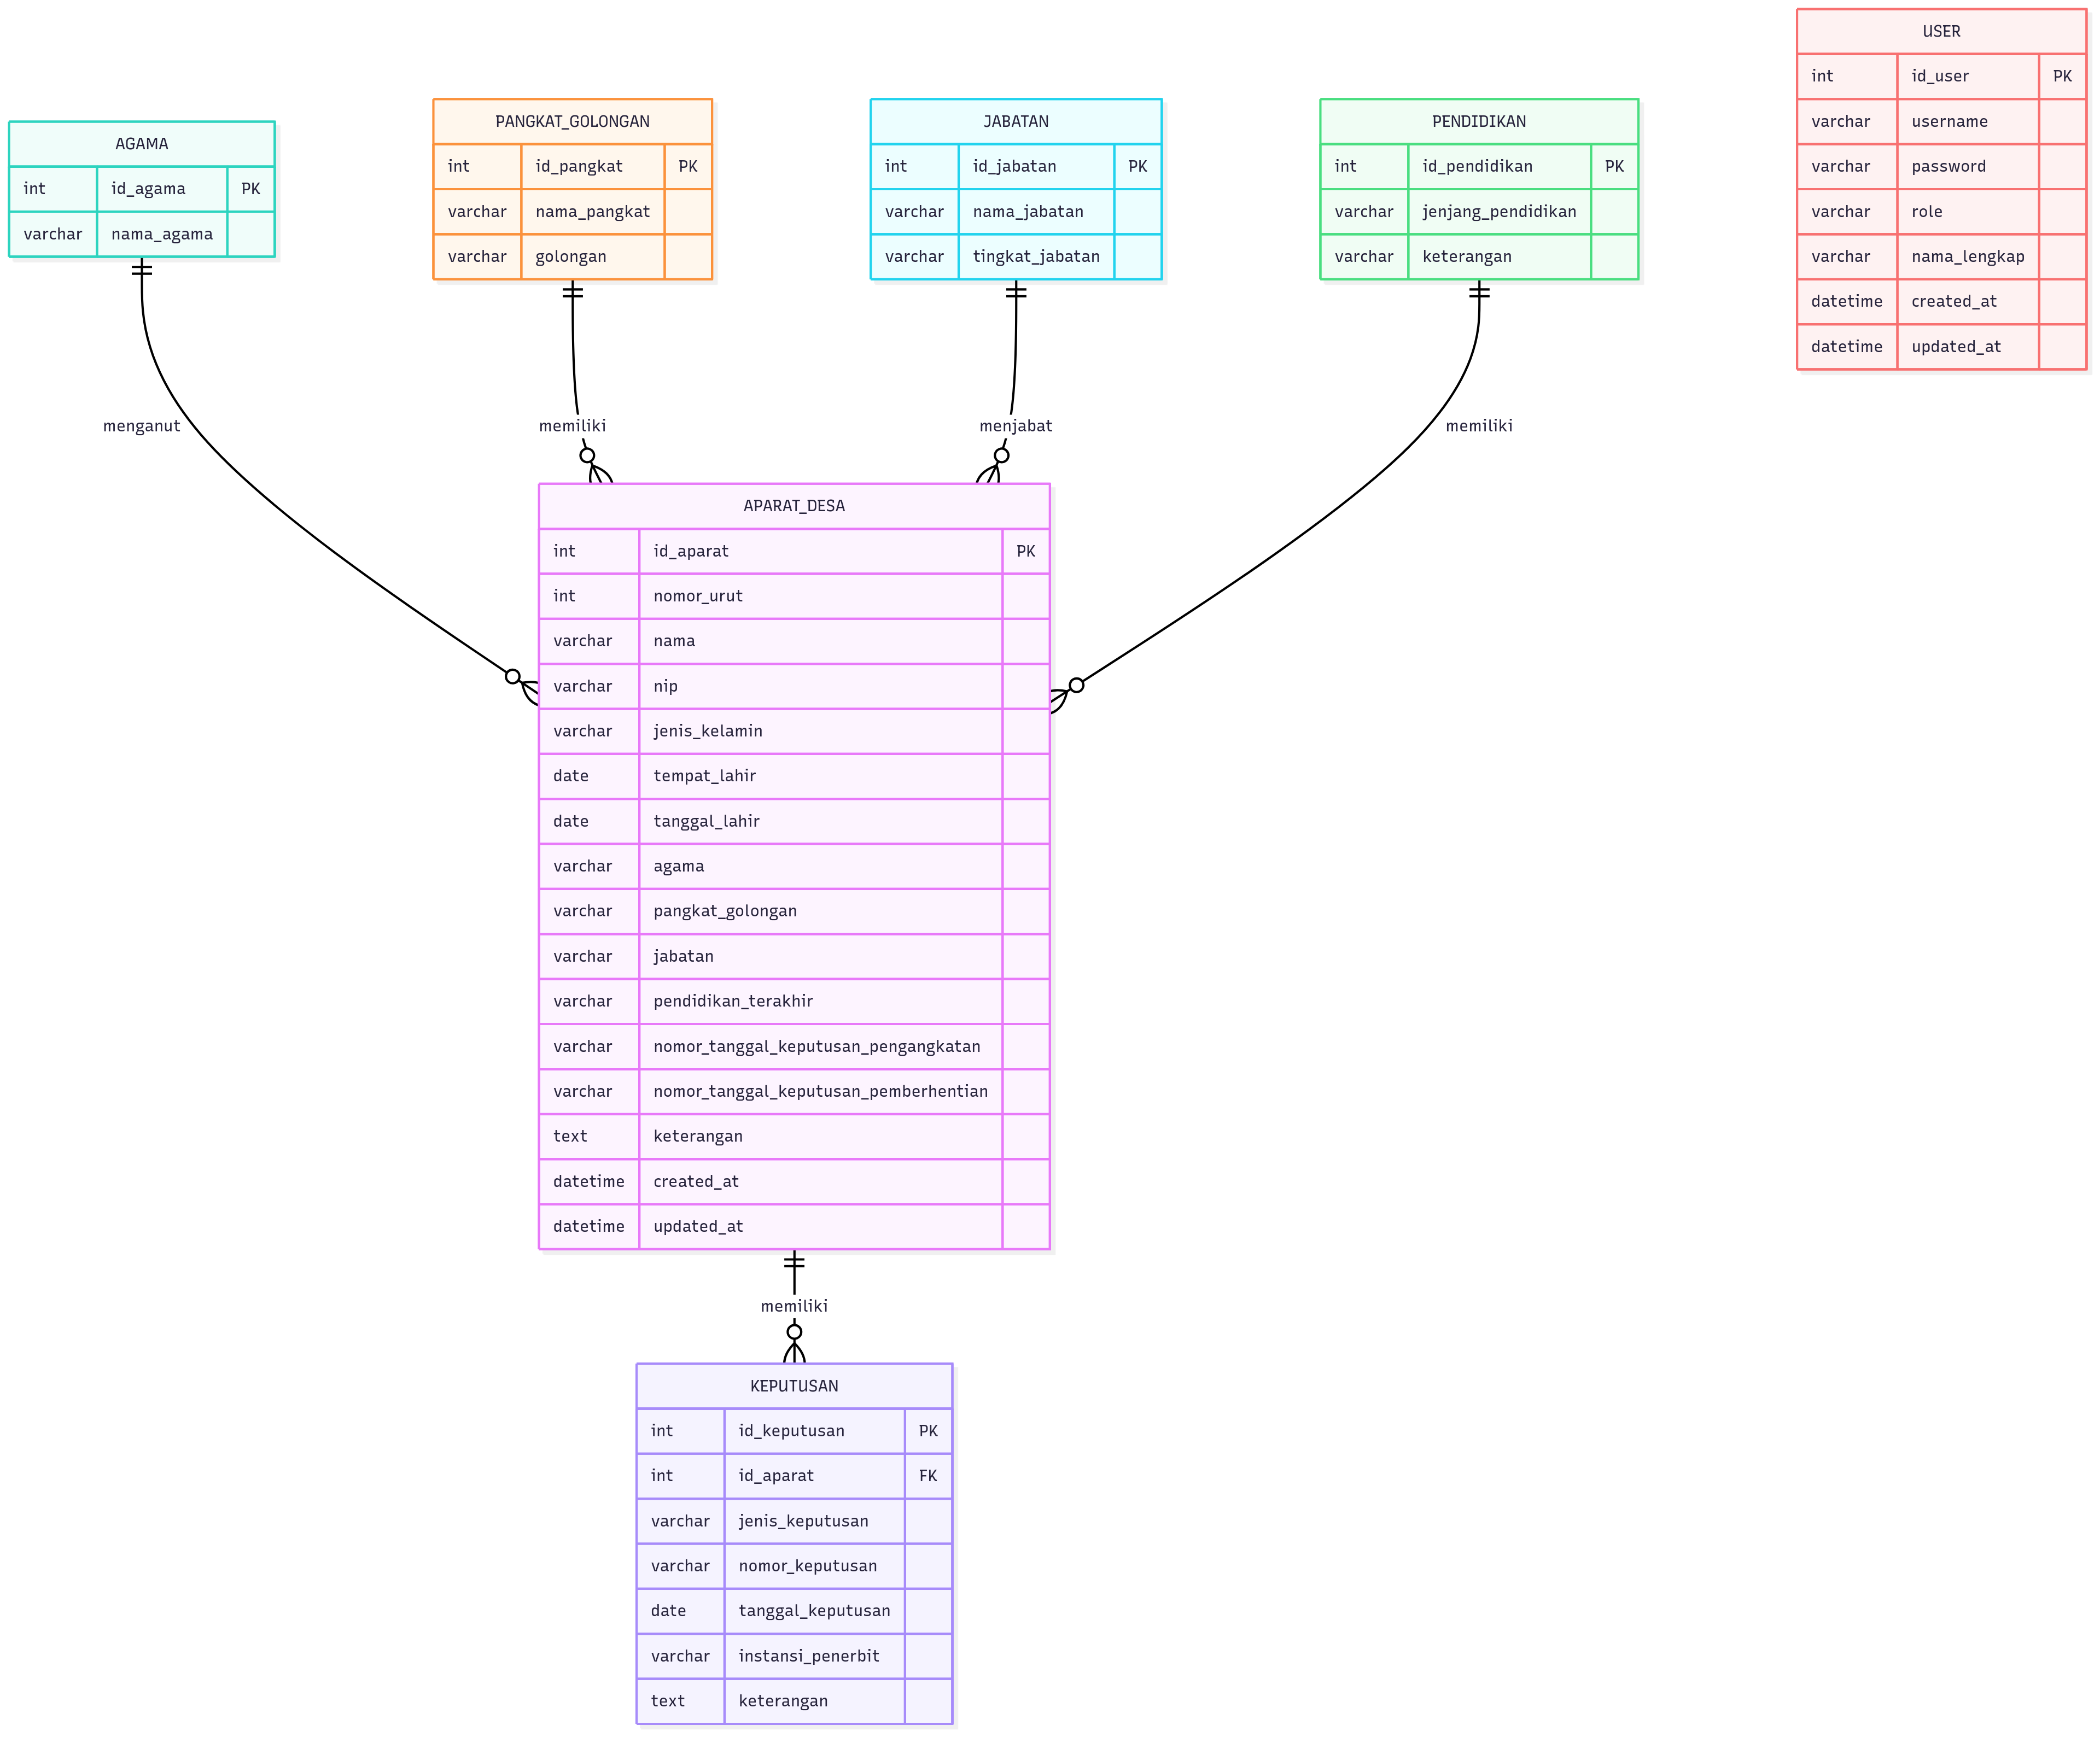 USER
int id_user PK
varchar username
varchar password
varchar role
varchar nama_lengkap
datetime created_at
datetime updated_at
AGAMA
int id_agama PK
varchar nama_agama
PANGKAT_GOLONGAN
int id_pangkat PK
varchar nama_pangkat
varchar golongan
JABATAN
int id_jabatan PK
varchar nama_jabatan
varchar tingkat_jabatan
PENDIDIKAN
int id_pendidikan PK
varchar jenjang_pendidikan
varchar keterangan
menganut
memiliki
menjabat
memiliki
APARAT_DESA
int id_aparat PK
int nomor_urut
varchar nama
varchar nip
varchar jenis_kelamin
date tempat_lahir
date tanggal_lahir
varchar agama
varchar pangkat_golongan
varchar jabatan
varchar pendidikan_terakhir
varchar nomor_tanggal_keputusan_pengangkatan
varchar nomor_tanggal_keputusan_pemberhentian
text keterangan
datetime created_at
datetime updated_at
memiliki
KEPUTUSAN
int id_keputusan PK
int id_aparat FK
varchar jenis_keputusan
varchar nomor_keputusan
date tanggal_keputusan
varchar instansi_penerbit
text keterangan